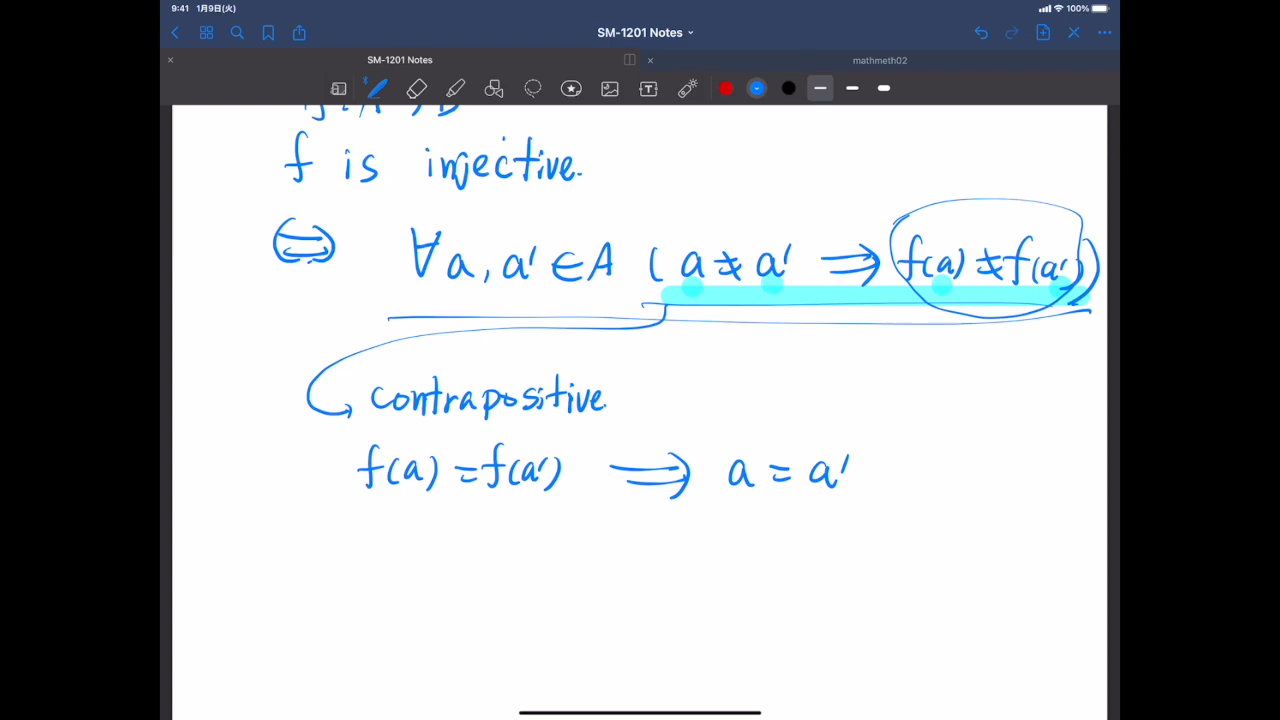 9:41 1月9日(火) 100%
SM-1201 Notes
SM-1201 Notes mathmeth02
f is injective.
⇔ ∀a, a' ∈ A ( a ≠ a' ⇒ f(a) ≠ f(a'))
contrapositive.
f(a) = f(a') ⇒ a = a'